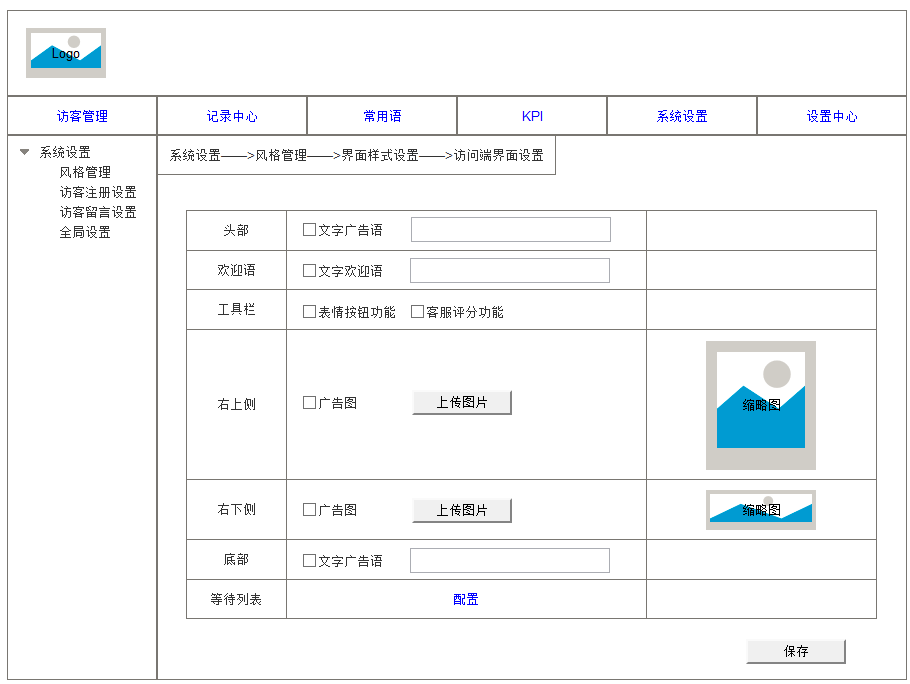 Logo
访客管理 记录中心 常用语 KPI 系统设置 设置中心
系统设置
风格管理
访客注册设置
访客留言设置
全局设置
系统设置——>风格管理——>界面样式设置——>访问端界面设置
头部 文字广告语
欢迎语 文字欢迎语
工具栏 表情按钮功能 客服评分功能
右上侧 广告图 上传图片 缩略图
右下侧 广告图 上传图片 缩略图
底部 文字广告语
等待列表 配置
保存